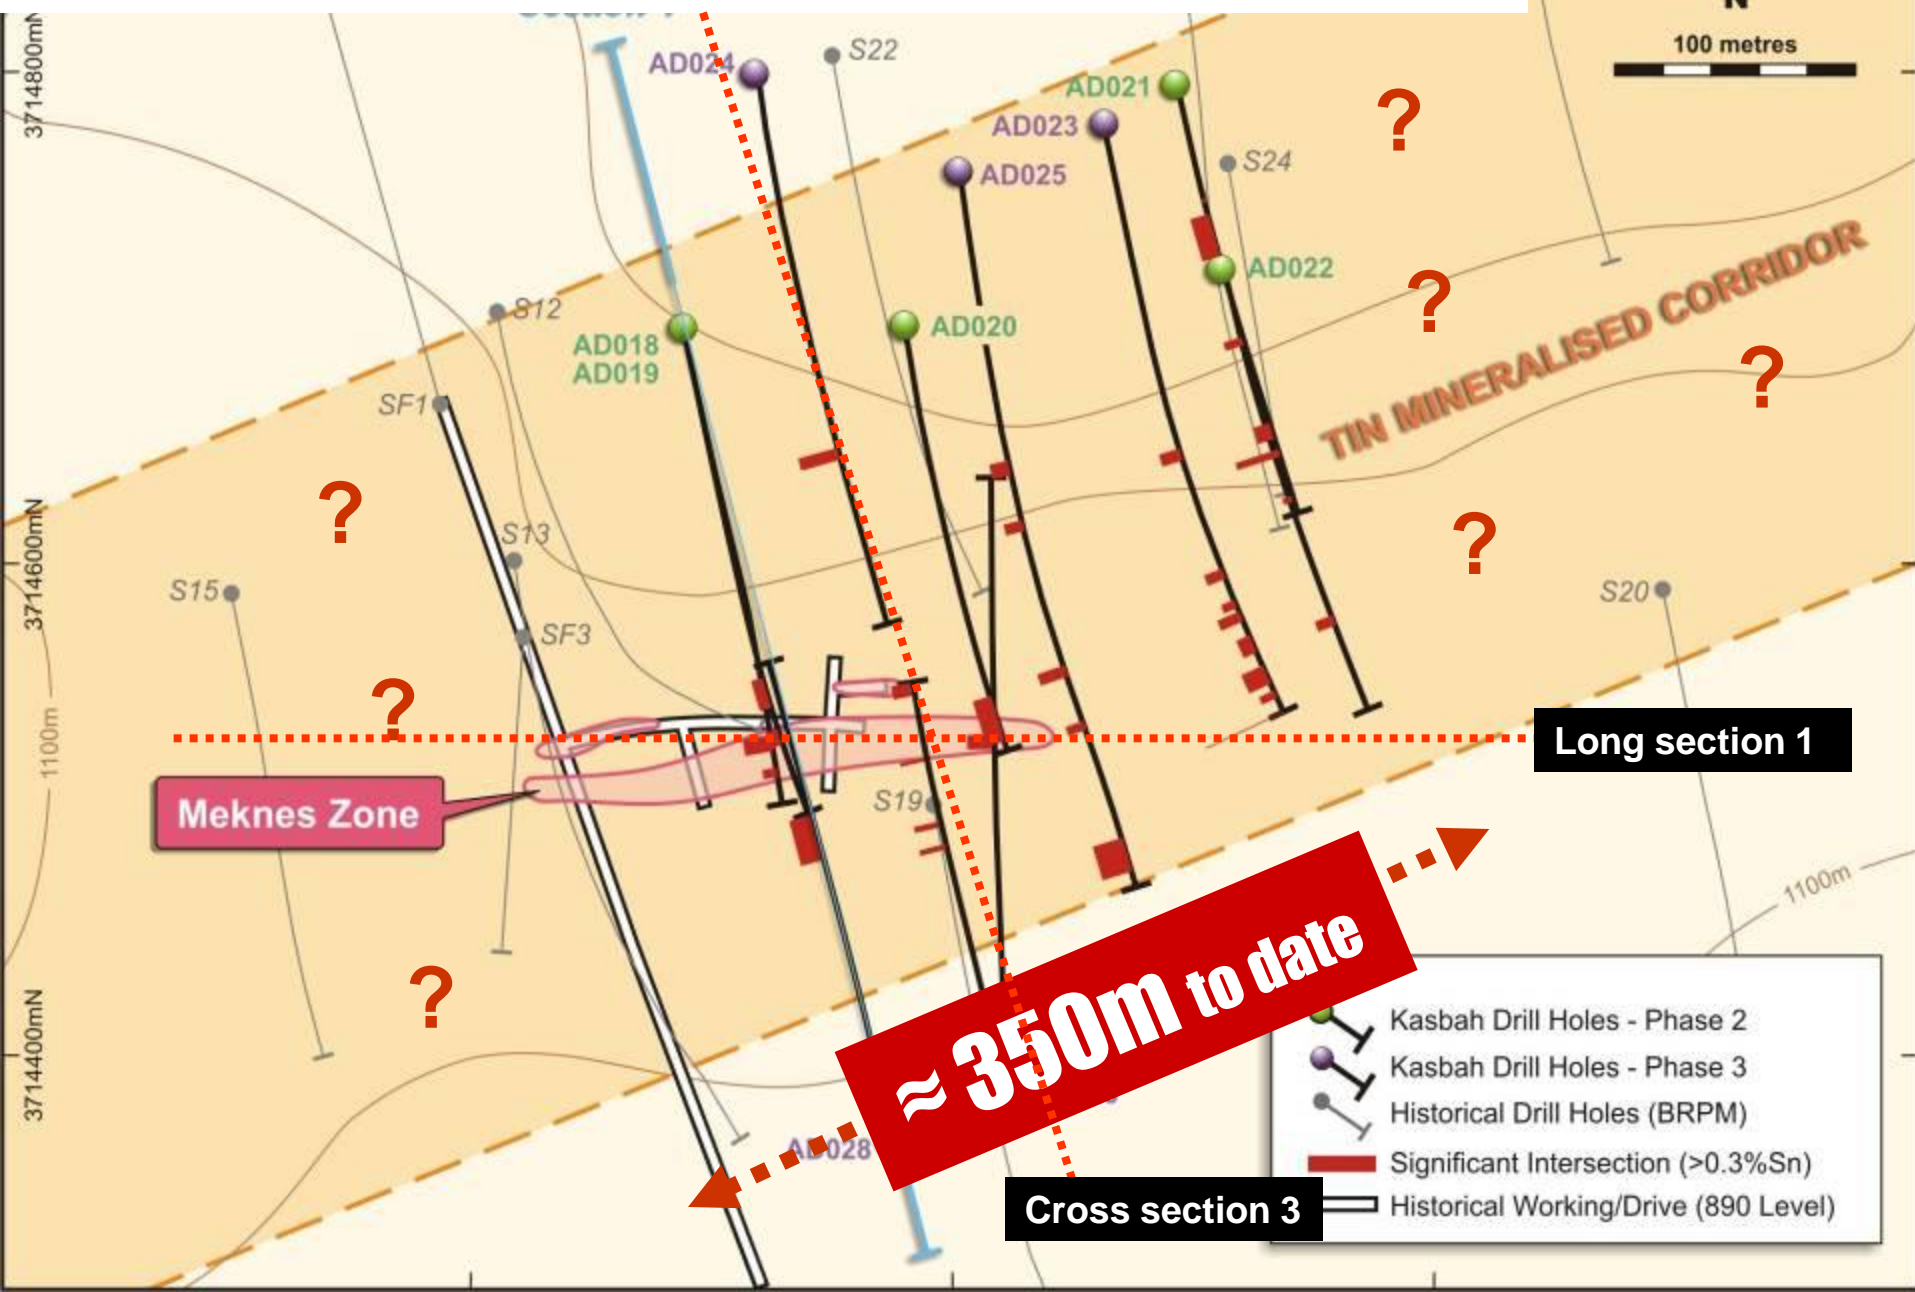 N
100 metres
3714800mN
AD024
S22
AD021
AD023
AD025
S24
AD022
S12
AD018
AD019
AD020
TIN MINERALISED CORRIDOR
?
?
?
?
SF1
?
3714600mN
S13
S15
SF3
S20
?
1100m
Long section 1
Meknes Zone
S19
1100m
?
≈ 350m to date
371400mN
AD028
Kasbah Drill Holes - Phase 2
Kasbah Drill Holes - Phase 3
Historical Drill Holes (BRPM)
Significant Intersection (>0.3%Sn)
Historical Working/Drive (890 Level)
Cross section 3